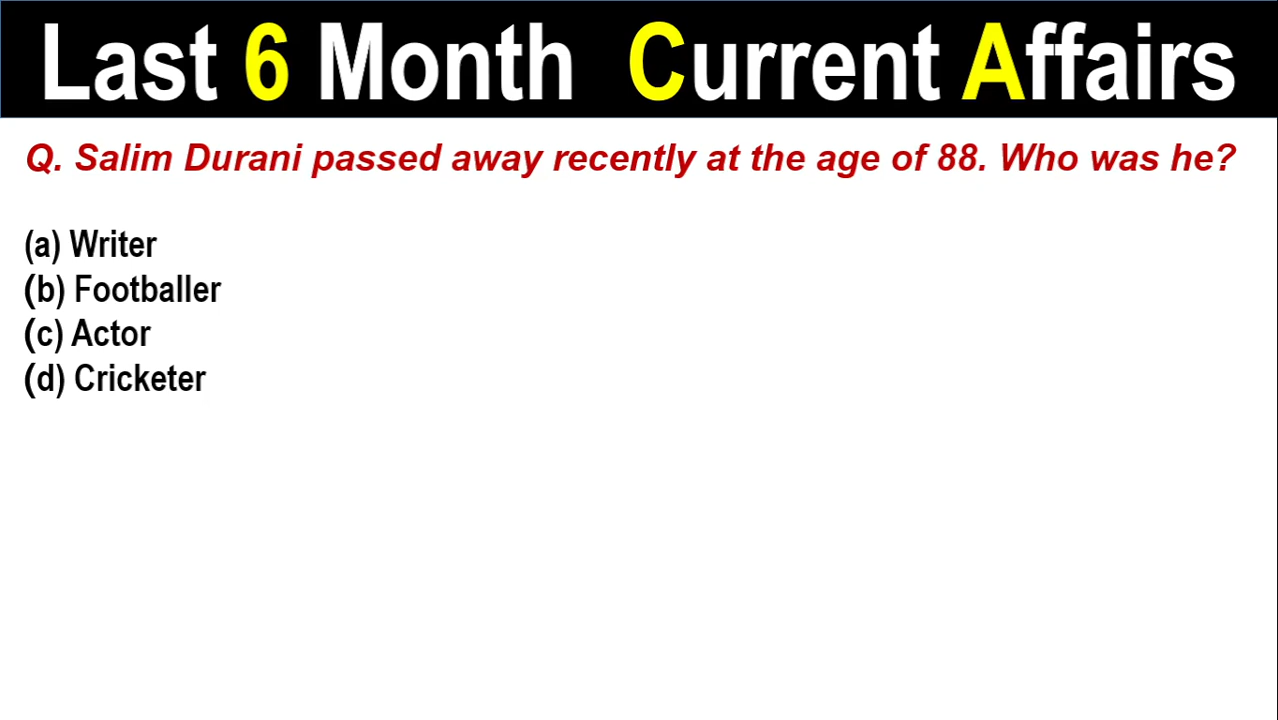 Last 6 Month Current Affairs
Q. Salim Durani passed away recently at the age of 88. Who was he?
(a) Writer
(b) Footballer
(c) Actor
(d) Cricketer